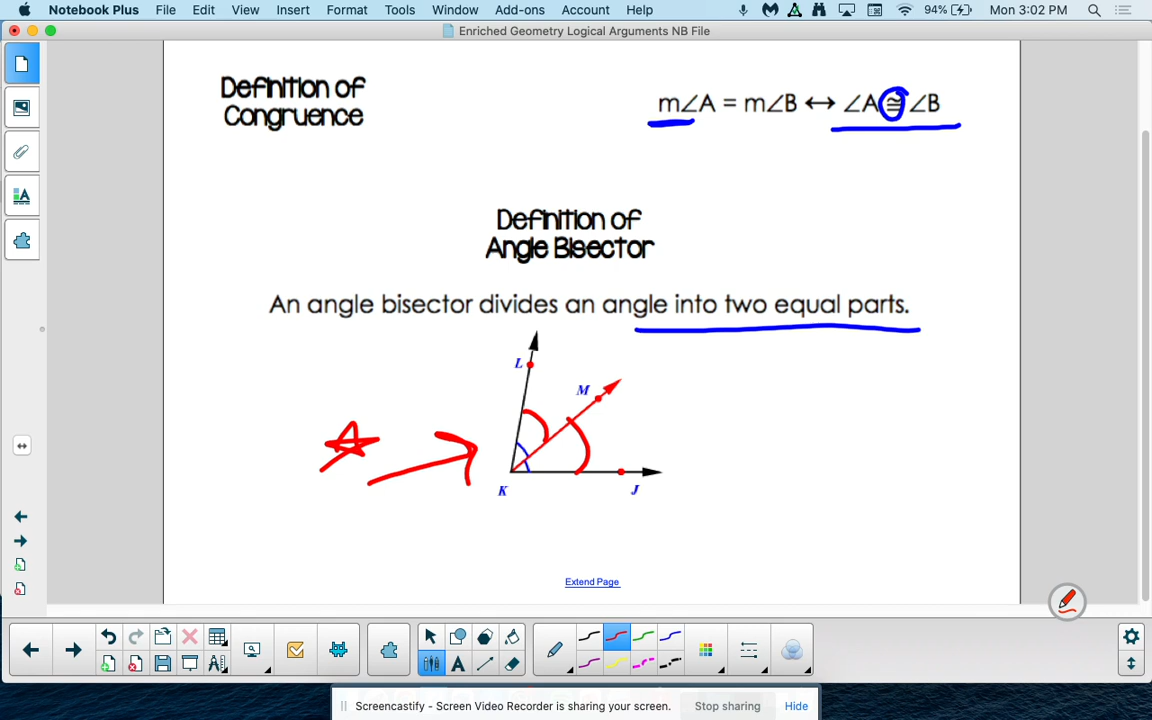 Notebook Plus File Edit View Insert Format Tools Window Add-ons Account Help 94% Mon 3:02 PM
Enriched Geometry Logical Arguments NB File
Definition of
Congruence
m∠A = m∠B ↔ ∠A ≅ ∠B
Definition of
Angle Bisector
An angle bisector divides an angle into two equal parts.
L
M
K
J
Extend Page
Screencastify - Screen Video Recorder is sharing your screen. Stop sharing Hide